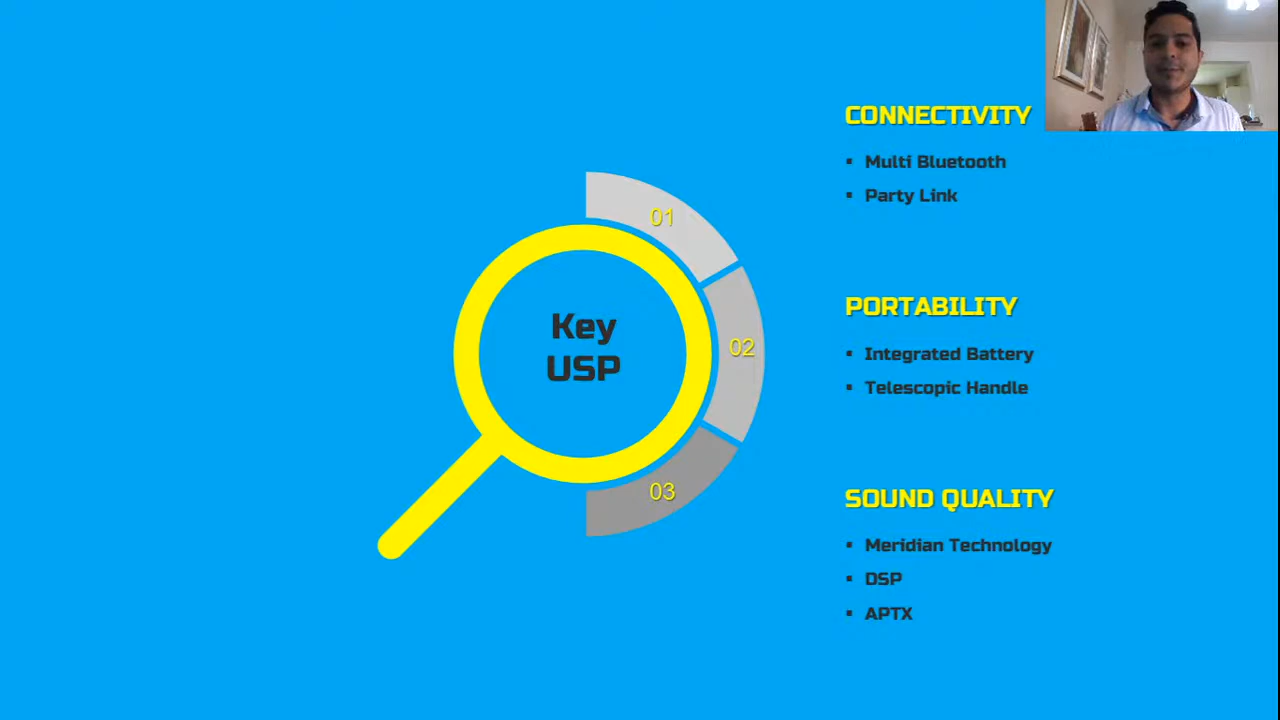 Key
USP
01
CONNECTIVITY
▪ Multi Bluetooth
▪ Party Link
02
PORTABILITY
▪ Integrated Battery
▪ Telescopic Handle
03
SOUND QUALITY
▪ Meridian Technology
▪ DSP
▪ APTX